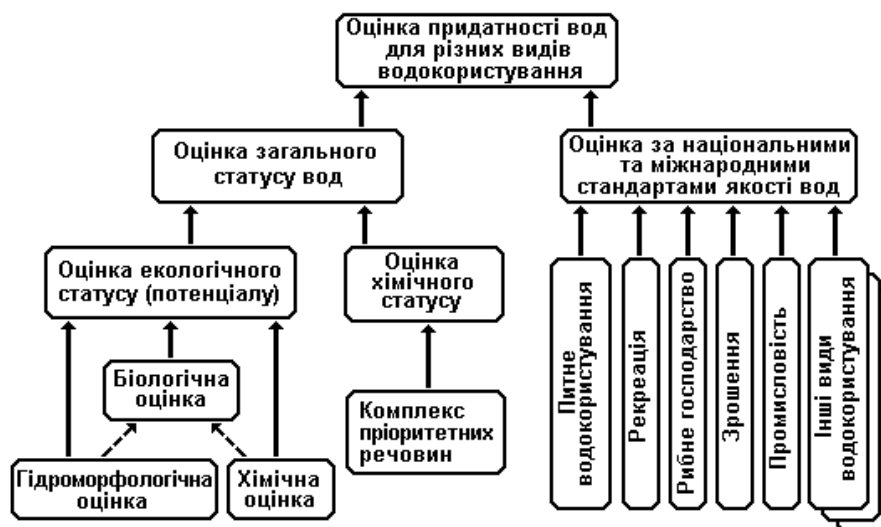 Оцінка придатності вод
для різних видів
водокористування
Оцінка загального
статусу вод
Оцінка за національними
та міжнародними
стандартами якості вод
Оцінка екологічного
статусу (потенціалу)
Оцінка
хімічного
статусу
Біологічна
оцінка
Комплекс
пріоритетних
речовин
Гідроморфологічна
оцінка
Хімічна
оцінка
Питне
водокористування
Рекреація
Рибне господарство
Зрошення
Промисловість
Інші види
водокористування